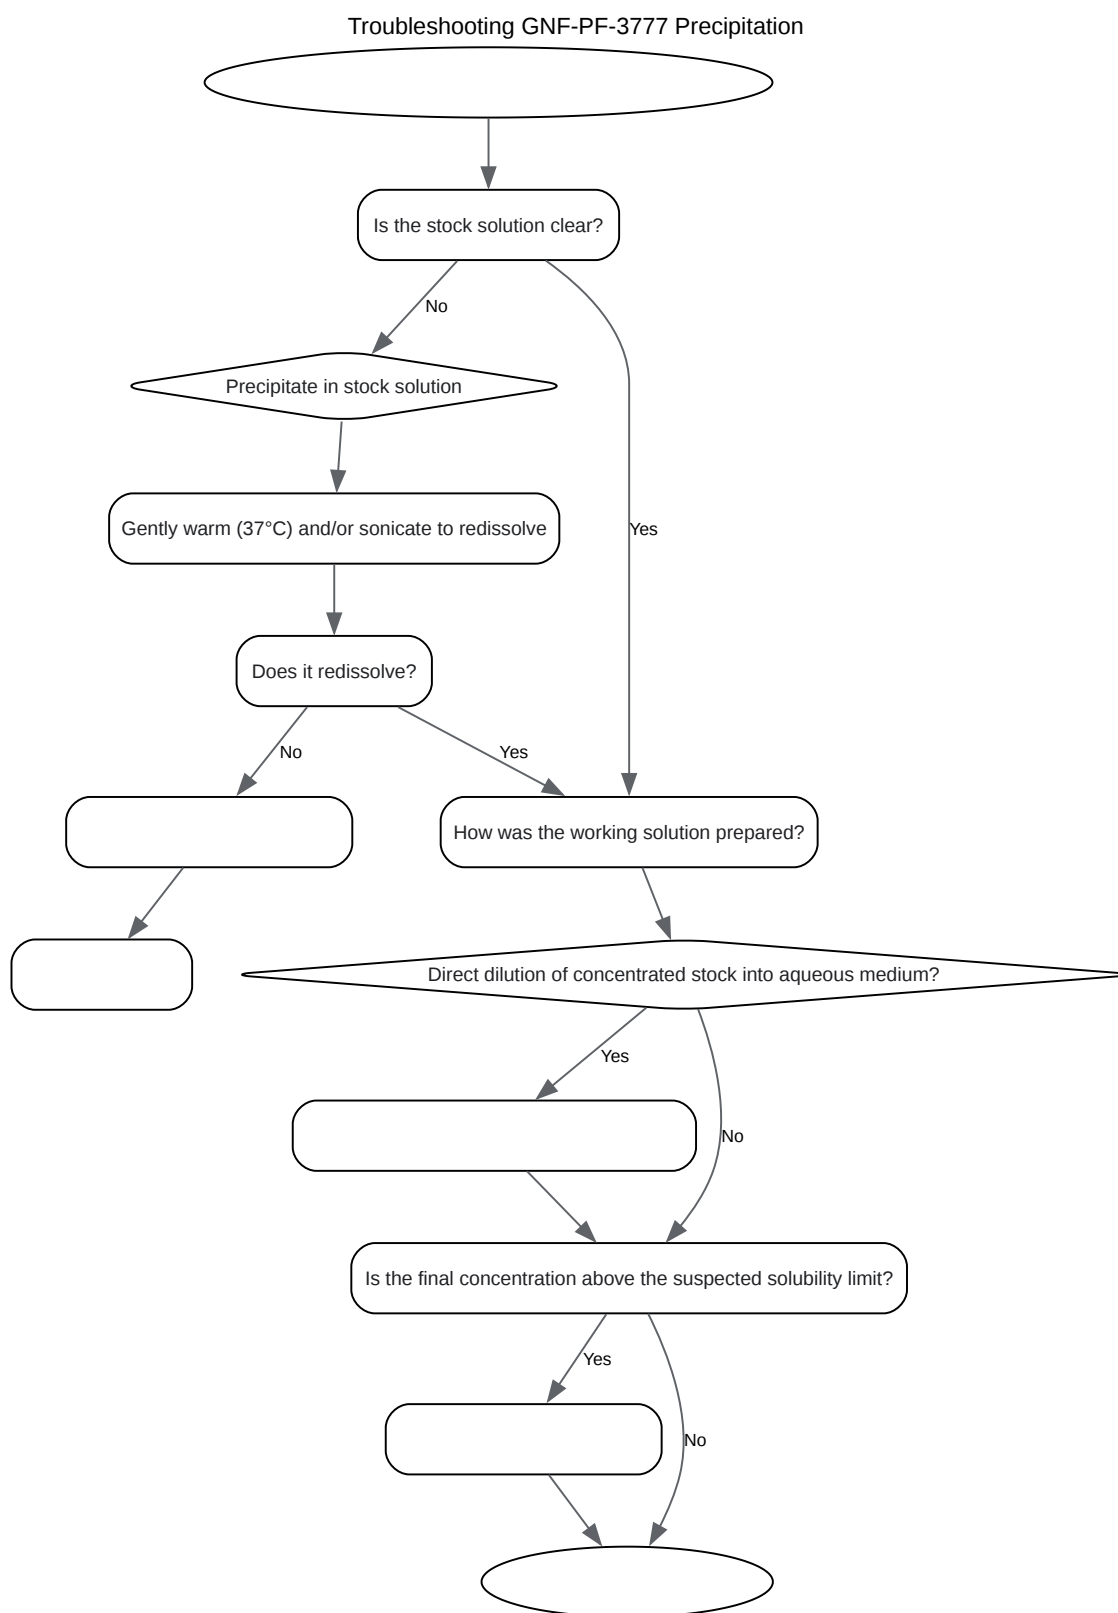 Troubleshooting GNF-PF-3777 Precipitation
Is the stock solution clear?
No
Precipitate in stock solution
Gently warm (37°C) and/or sonicate to redissolve
Yes
Does it redissolve?
No
Yes
How was the working solution prepared?
Direct dilution of concentrated stock into aqueous medium?
Yes
No
Is the final concentration above the suspected solubility limit?
Yes
No